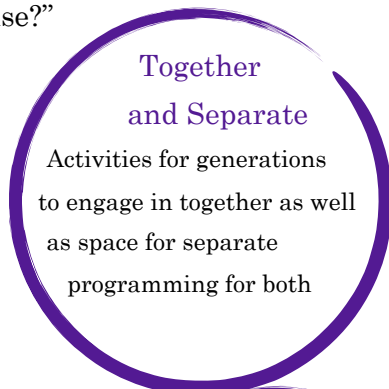 se?”
Together
and Separate
Activities for generations
to engage in together as well
as space for separate
programming for both